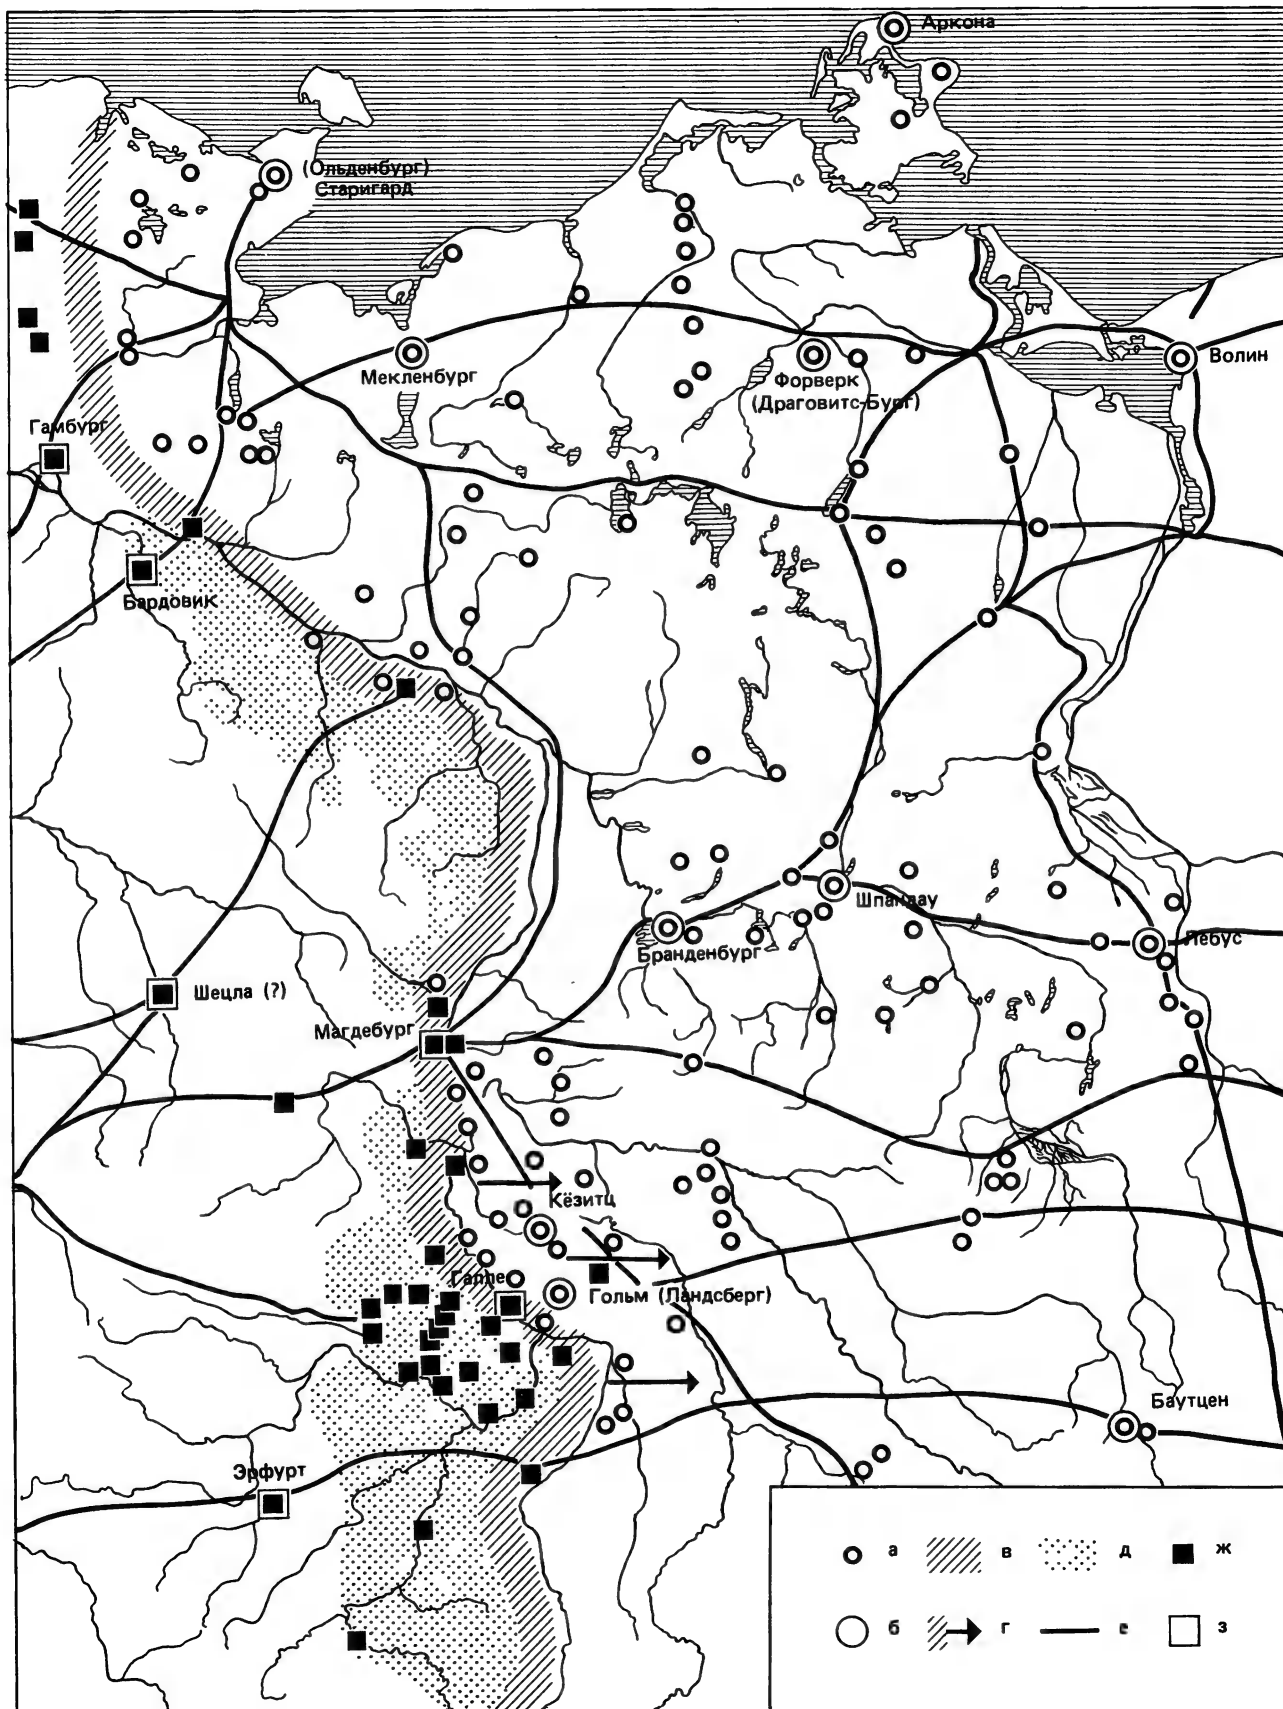 Аркона
(Ольденбург)
Старигард
Волин
Мекленбург
Форверк
(Драговитс-Бург)
Гамбург
Бардовик
Шпандау
Бранденбург
Лебус
Шецла (?)
Магдебург
Кёзитц
Галле
Гольм (Ландсберг)
Баутцен
Эрфурт
а в д ж
б г е з